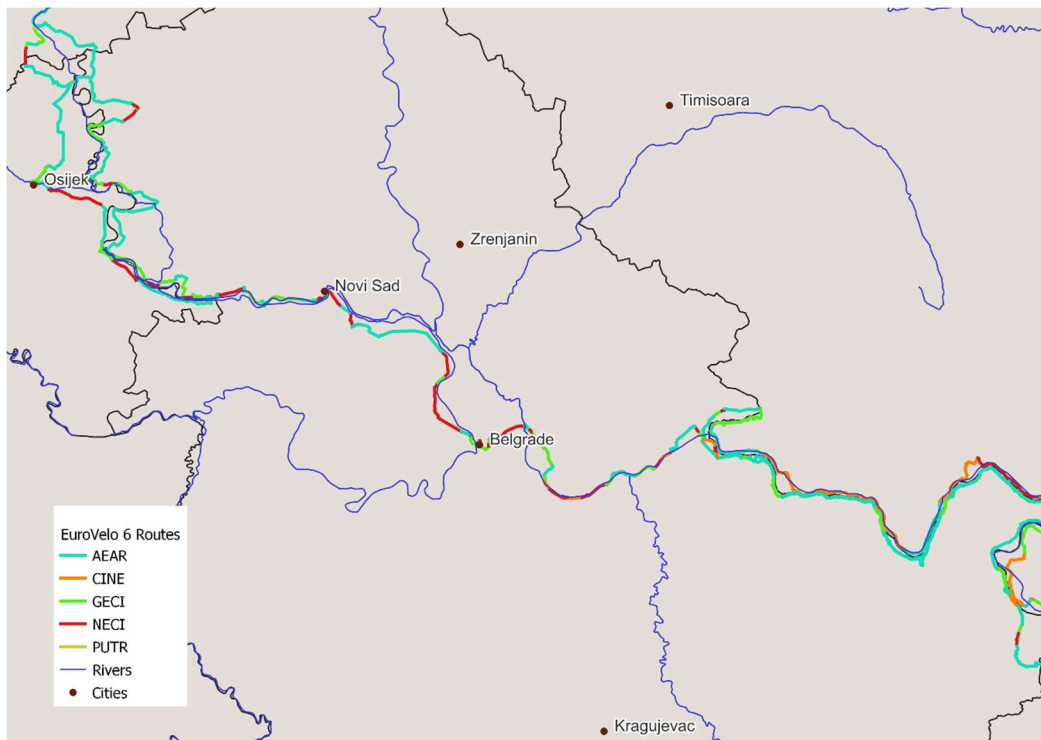 Timisoara
Osijek
Zrenjanin
Novi Sad
Belgrade
EuroVelo 6 Routes
AEAR
CINE
GECI
NECI
PUTR
Rivers
Cities
Kragujevac